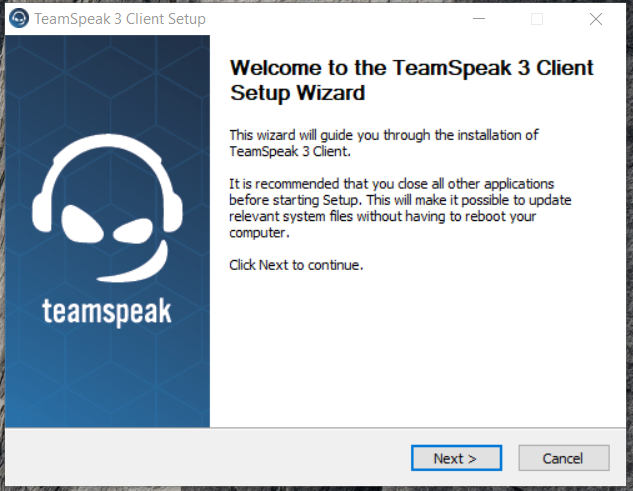 TeamSpeak 3 Client Setup
Welcome to the TeamSpeak 3 Client
Setup Wizard
This wizard will guide you through the installation of
TeamSpeak 3 Client.
It is recommended that you close all other applications
before starting Setup. This will make it possible to update
relevant system files without having to reboot your
computer.
Click Next to continue.
teamspeak
Next >
Cancel